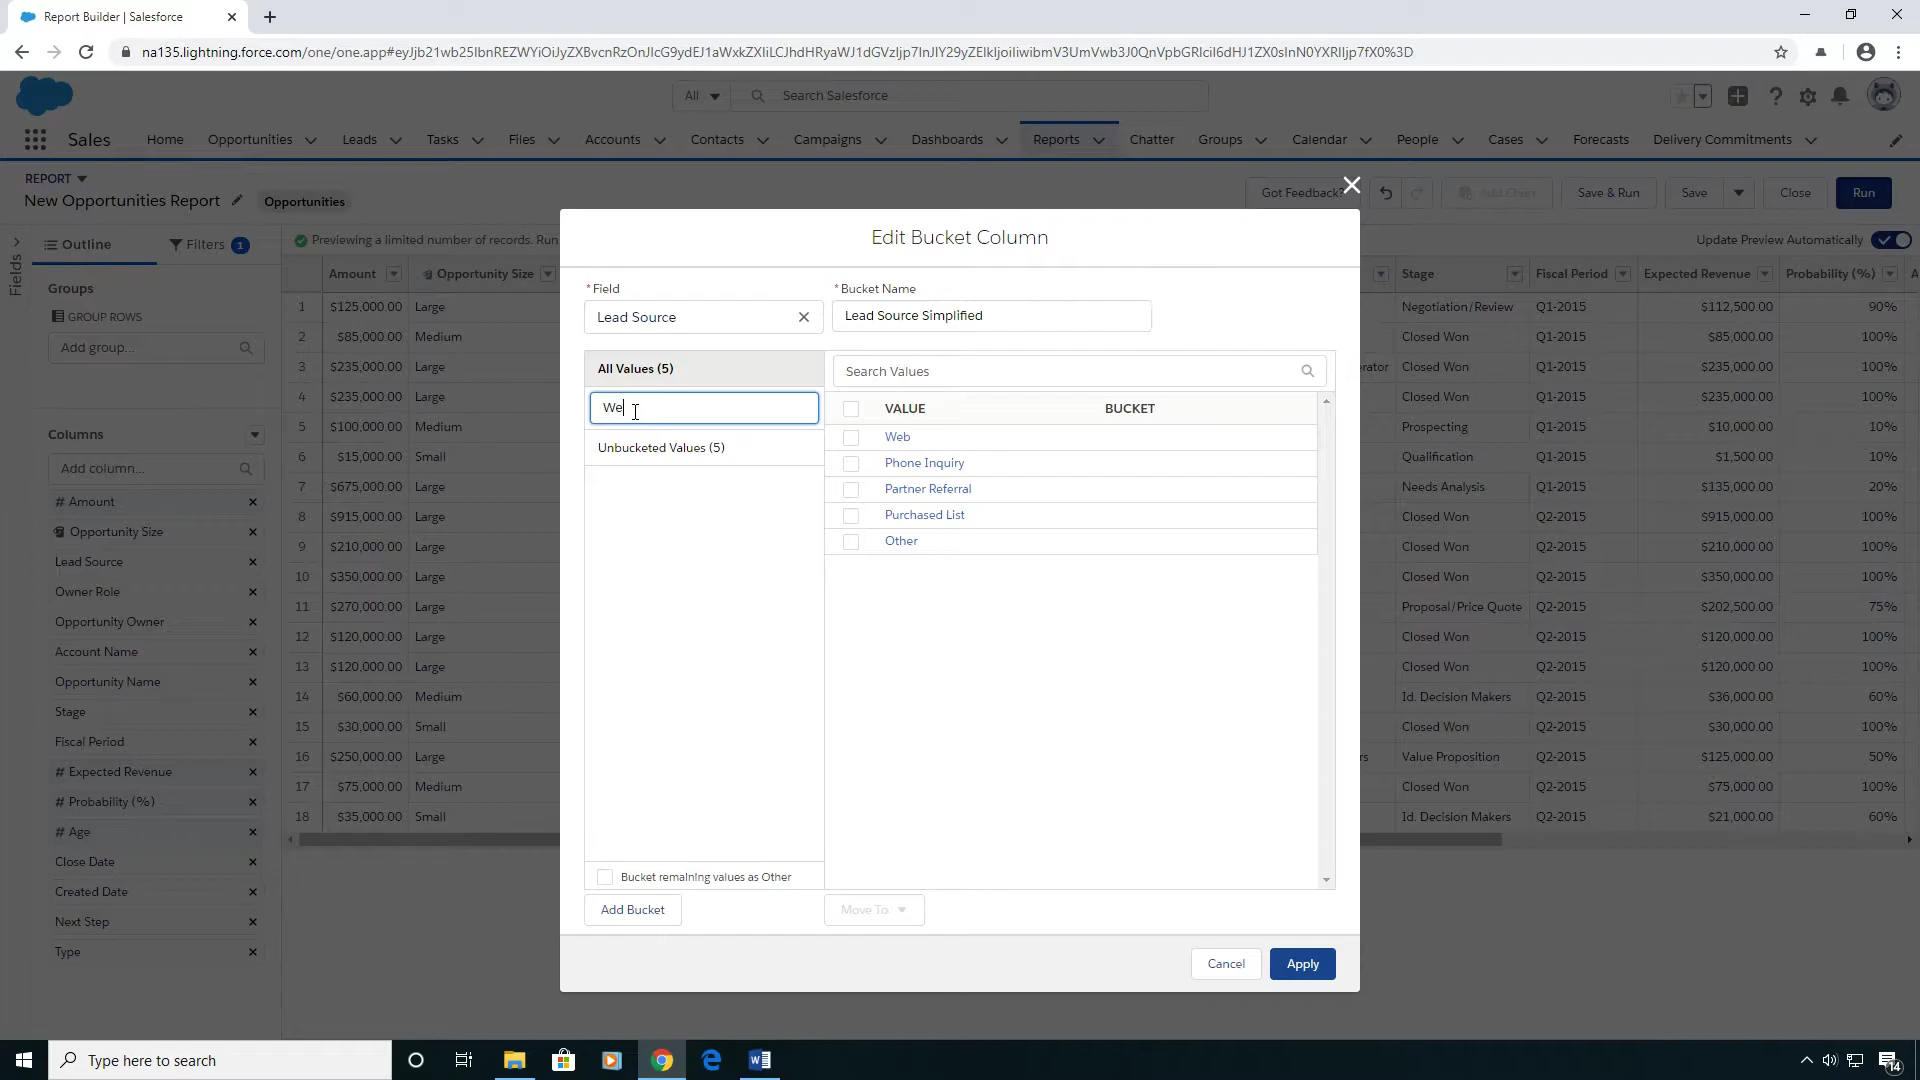 Report Builder | Salesforce
Sales
All
Search Salesforce
Home Opportunities Leads Tasks Files Accounts Contacts Campaigns Dashboards Reports Chatter Groups Calendar People Cases Forecasts Delivery Commitments
REPORT
New Opportunities Report
Opportunities
Got Feedback?
Add Chart
Save & Run
Save
Close
Run
Fields
Outline
Filters 1
Previewing a limited number of records. Run
Update Preview Automatically
Groups
GROUP ROWS
Add group...
Columns
Add column...
# Amount
Opportunity Size
Lead Source
Owner Role
Opportunity Owner
Account Name
Opportunity Name
Stage
Fiscal Period
# Expected Revenue
# Probability (%)
# Age
Close Date
Created Date
Next Step
Type
Amount Opportunity Size Stage Fiscal Period Expected Revenue Probability (%) A
1 $125,000.00 Large Negotiation/Review Q1-2015 $112,500.00 90%
2 $85,000.00 Medium Closed Won Q1-2015 $85,000.00 100%
3 $235,000.00 Large erator Closed Won Q1-2015 $235,000.00 100%
4 $235,000.00 Large Closed Won Q1-2015 $235,000.00 100%
5 $100,000.00 Medium Prospecting Q1-2015 $10,000.00 10%
6 $15,000.00 Small Qualification Q1-2015 $1,500.00 10%
7 $675,000.00 Large Needs Analysis Q1-2015 $135,000.00 20%
8 $915,000.00 Large Closed Won Q2-2015 $915,000.00 100%
9 $210,000.00 Large Closed Won Q2-2015 $210,000.00 100%
10 $350,000.00 Large Closed Won Q2-2015 $350,000.00 100%
11 $270,000.00 Large Proposal/Price Quote Q2-2015 $202,500.00 75%
12 $120,000.00 Large Closed Won Q2-2015 $120,000.00 100%
13 $120,000.00 Large Closed Won Q2-2015 $120,000.00 100%
14 $60,000.00 Medium Id. Decision Makers Q2-2015 $36,000.00 60%
15 $30,000.00 Small Closed Won Q2-2015 $30,000.00 100%
16 $250,000.00 Large rs Value Proposition Q2-2015 $125,000.00 50%
17 $75,000.00 Medium Closed Won Q2-2015 $75,000.00 100%
18 $35,000.00 Small Id. Decision Makers Q2-2015 $21,000.00 60%
Edit Bucket Column
* Field
Lead Source
* Bucket Name
Lead Source Simplified
All Values (5)
We
Unbucketed Values (5)
Search Values
VALUE BUCKET
Web
Phone Inquiry
Partner Referral
Purchased List
Other
Bucket remaining values as Other
Add Bucket
Move To
Cancel
Apply
Type here to search
14